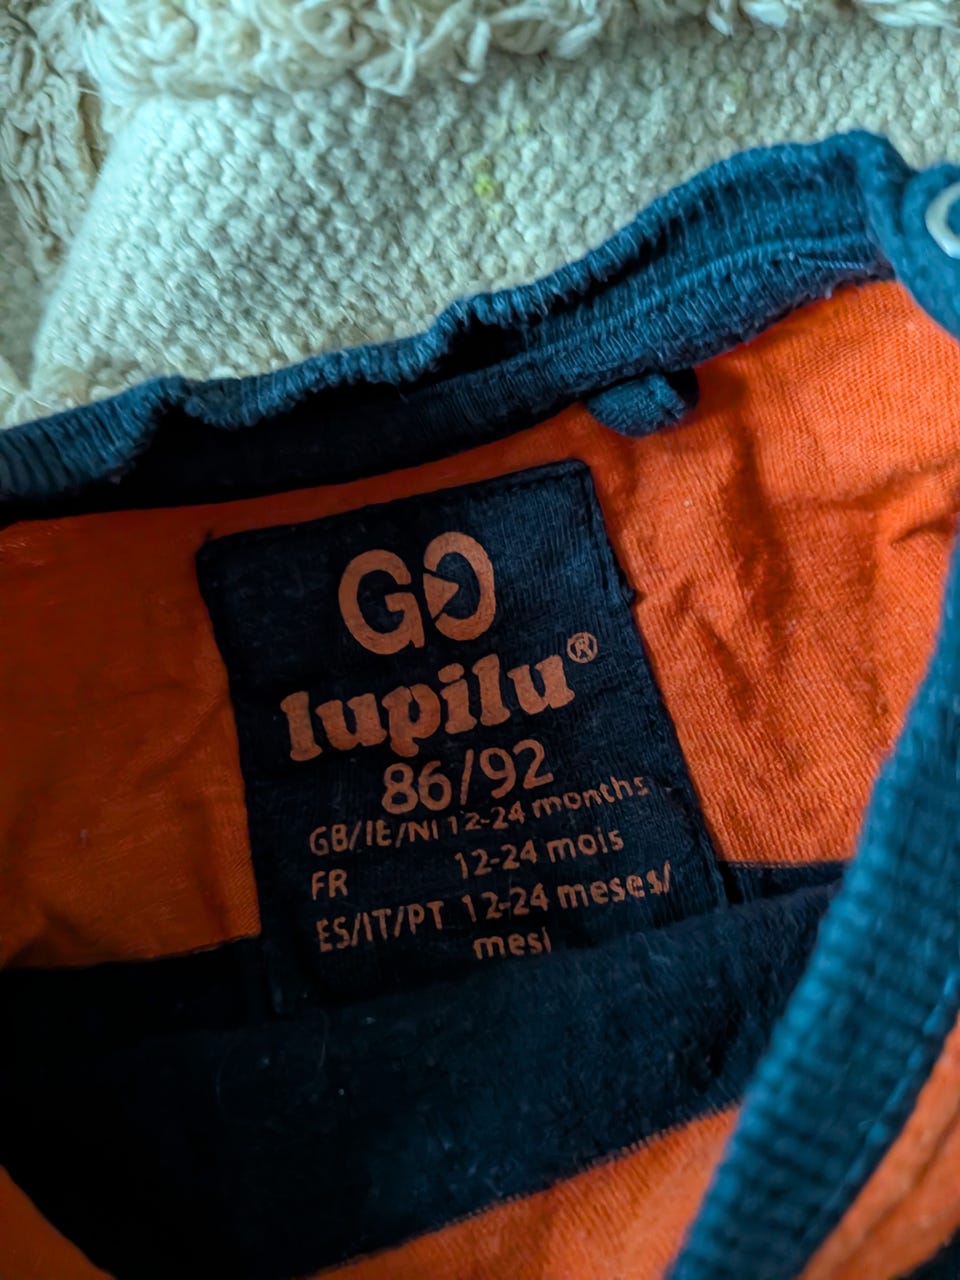 GO
lupilu®
86/92
GB/IE/NI 12-24 months
FR 12-24 mois
ES/IT/PT 12-24 meses/
mesi